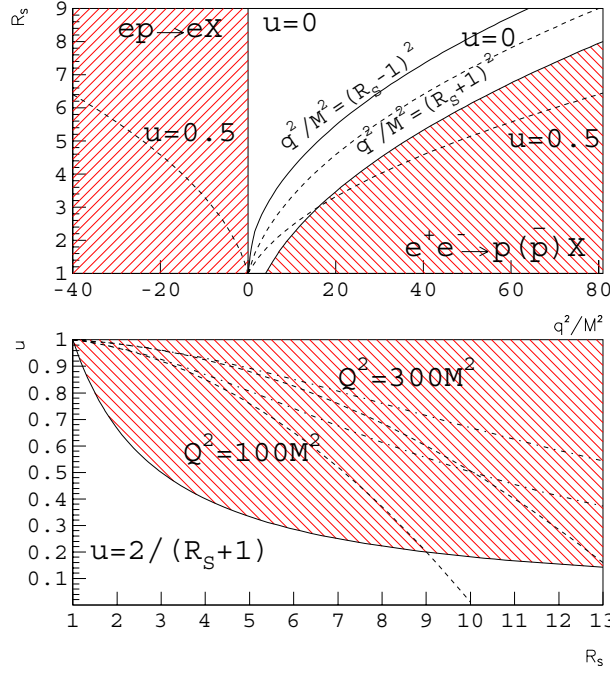 R_s
9
8
7
6
5
4
3
2
1
ep→eX
u=0
u=0
q²/M²=(R_S-1)²
q²/M²=(R_S+1)²
u=0.5
u=0.5
e⁺e⁻→p(p̄)X
-40 -20 0 20 40 60 80
q²/M²
u
1
0.9
0.8
0.7
0.6
0.5
0.4
0.3
0.2
0.1
Q²=300M²
Q²=100M²
u=2/(R_S+1)
1 2 3 4 5 6 7 8 9 10 11 12 13
R_s